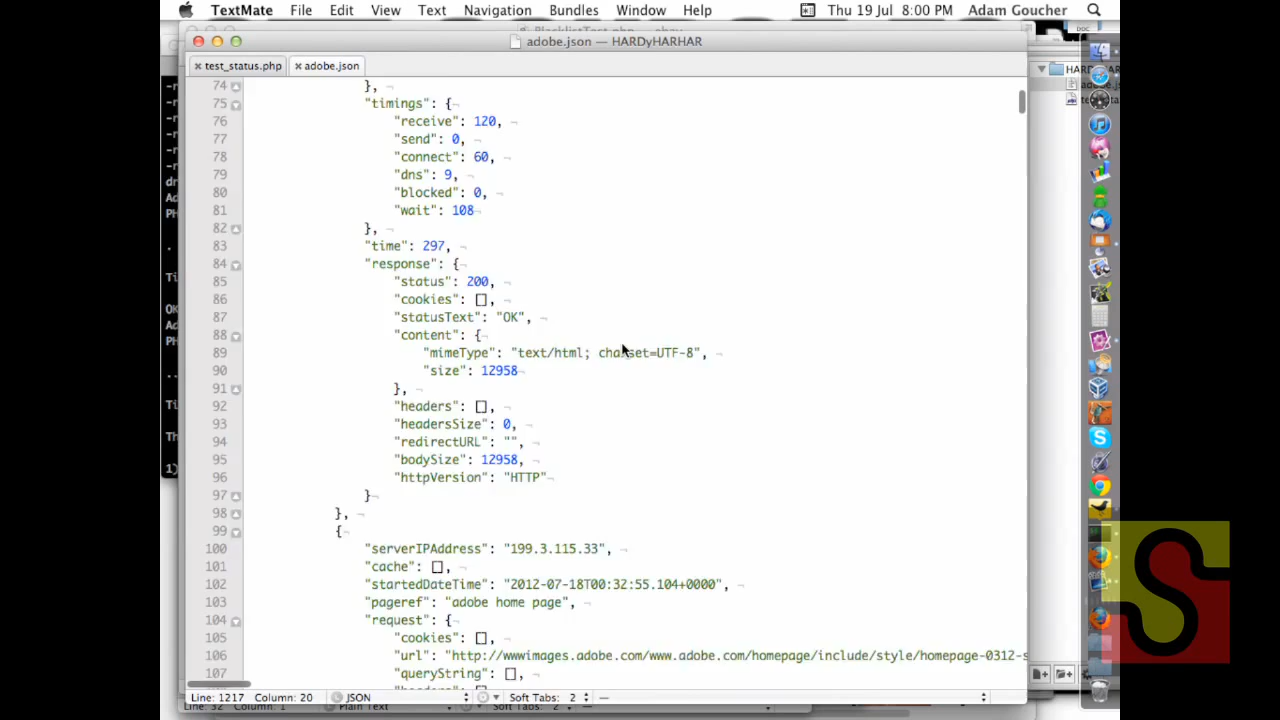 TextMate File Edit View Text Navigation Bundles Window Help Thu 19 Jul 8:00 PM Adam Goucher
adobe.json — HARDyHARHAR
test_status.php adobe.json
74 },
75 "timings": {
76 "receive": 120,
77 "send": 0,
78 "connect": 60,
79 "dns": 9,
80 "blocked": 0,
81 "wait": 108
82 },
83 "time": 297,
84 "response": {
85 "status": 200,
86 "cookies": [],
87 "statusText": "OK",
88 "content": {
89 "mimeType": "text/html; charset=UTF-8",
90 "size": 12958
91 },
92 "headers": [],
93 "headersSize": 0,
94 "redirectURL": "",
95 "bodySize": 12958,
96 "httpVersion": "HTTP"
97 }
98 },
99 {
100 "serverIPAddress": "199.3.115.33",
101 "cache": [],
102 "startedDateTime": "2012-07-18T00:32:55.104+0000",
103 "pageref": "adobe home page",
104 "request": {
105 "cookies": [],
106 "url": "http://wwwimages.adobe.com/www.adobe.com/homepage/include/style/homepage-0312-s
107 "queryString": [],
Line: 1217 Column: 20 JSON Soft Tabs: 2 —